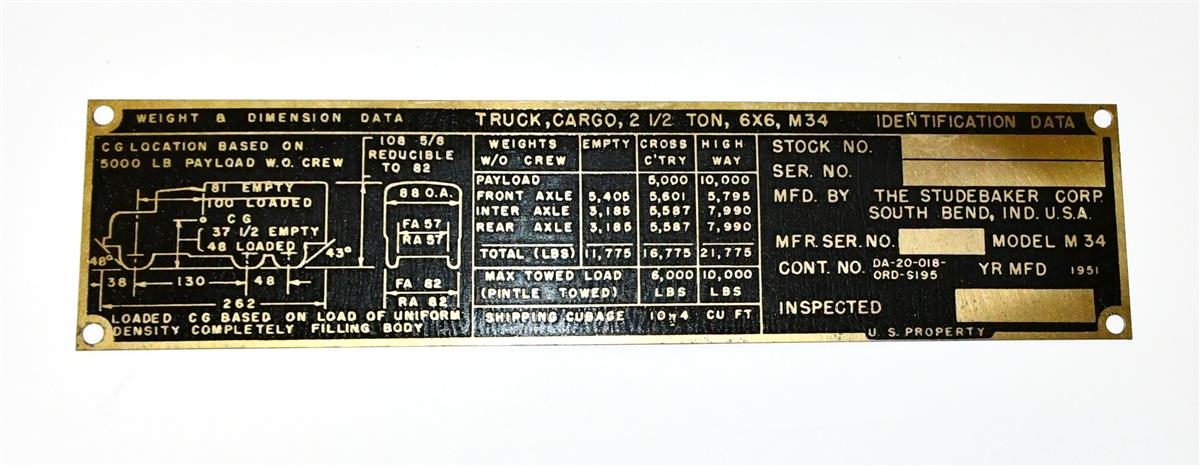 WEIGHT & DIMENSION DATA
TRUCK, CARGO, 2 1/2 TON, 6X6, M34
IDENTIFICATION DATA
CG LOCATION BASED ON
5000 LB PAYLOAD W.O. CREW
108 5/8
REDUCIBLE
TO 82
81 EMPTY
100 LOADED
CG
37 1/2 EMPTY
48 LOADED
48°
43°
38
130
48
262
88 O.A.
FA 57
RA 57
FA 82
RA 82
LOADED CG BASED ON LOAD OF UNIFORM
DENSITY COMPLETELY FILLING BODY
WEIGHTS EMPTY CROSS HIGH
W/O CREW C'TRY WAY
PAYLOAD 5,000 10,000
FRONT AXLE 5,405 5,601 5,795
INTER AXLE 3,185 5,587 7,990
REAR AXLE 3,185 5,587 7,990
TOTAL (LBS) 11,775 16,775 21,775
MAX TOWED LOAD 6,000 10,000
(PINTLE TOWED) LBS LBS
SHIPPING CUBAGE CU FT
STOCK NO.
SER. NO.
MFD. BY THE STUDEBAKER CORP.
SOUTH BEND, IND. U.S.A.
MFR. SER. NO. MODEL M 34
CONT. NO. DA-20-018-
ORD-S195 YR MFD 1951
INSPECTED
U.S. PROPERTY